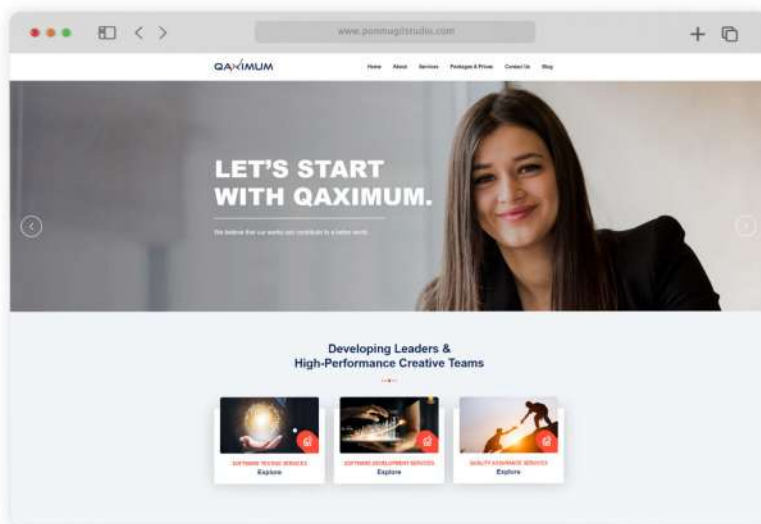 www.ponmugilstudio.com
QAXIMUM
Home About Services Packages & Prices Contact Us Blog
LET'S START
WITH QAXIMUM.
We believe that our works can contribute to a better world.
Developing Leaders &
High-Performance Creative Teams
SOFTWARE TESTING SERVICES
Explore
SOFTWARE DEVELOPMENT SERVICES
Explore
QUALITY ASSURANCE SERVICES
Explore